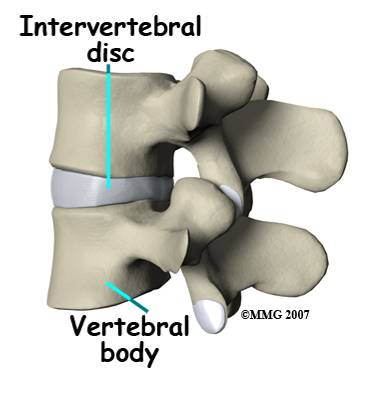 Intervertebral
disc
©MMG 2007
Vertebral
body